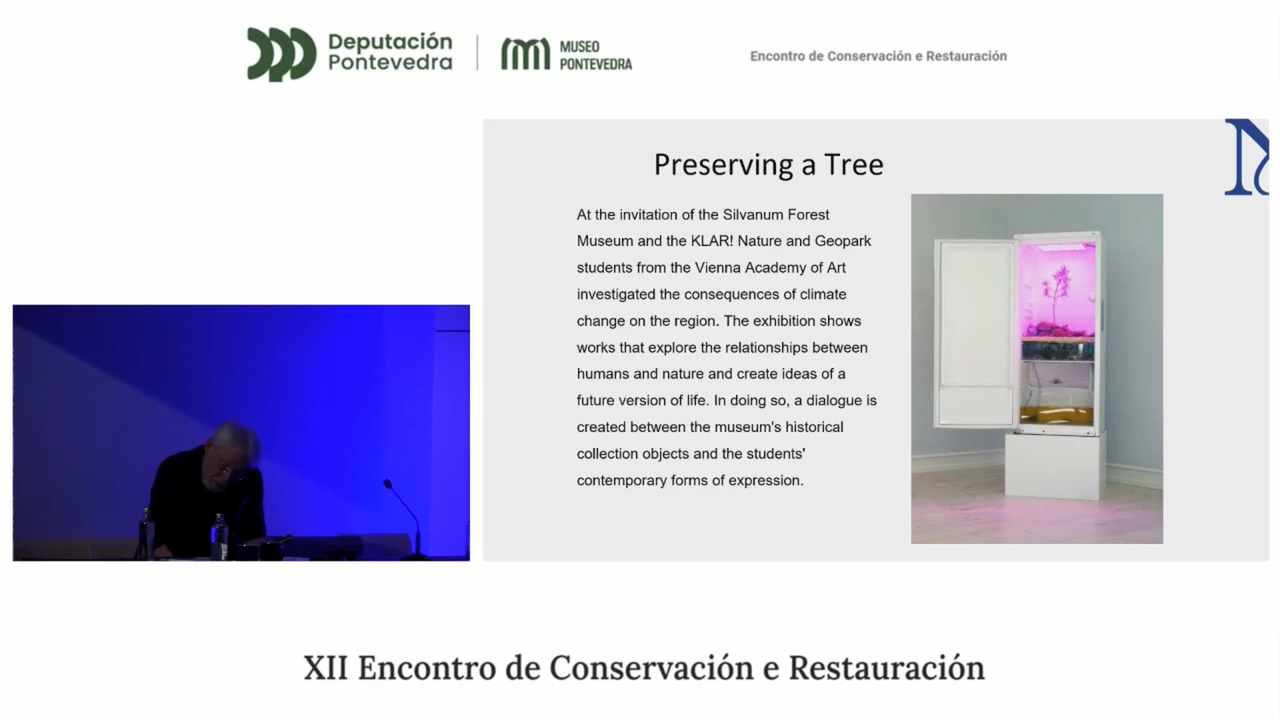 Deputación
Pontevedra
MUSEO
PONTEVEDRA
Encontro de Conservación e Restauración
Preserving a Tree
At the invitation of the Silvanum Forest
Museum and the KLAR! Nature and Geopark
students from the Vienna Academy of Art
investigated the consequences of climate
change on the region. The exhibition shows
works that explore the relationships between
humans and nature and create ideas of a
future version of life. In doing so, a dialogue is
created between the museum's historical
collection objects and the students'
contemporary forms of expression.
XII Encontro de Conservación e Restauración